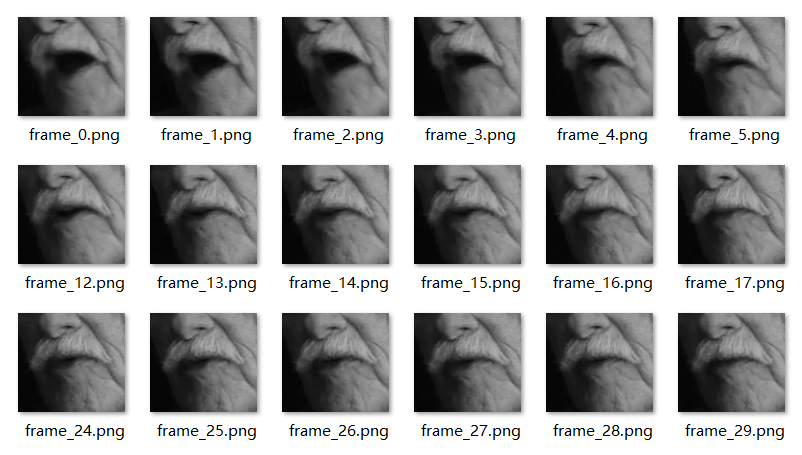 frame_0.png frame_1.png frame_2.png frame_3.png frame_4.png frame_5.png
frame_12.png frame_13.png frame_14.png frame_15.png frame_16.png frame_17.png
frame_24.png frame_25.png frame_26.png frame_27.png frame_28.png frame_29.png